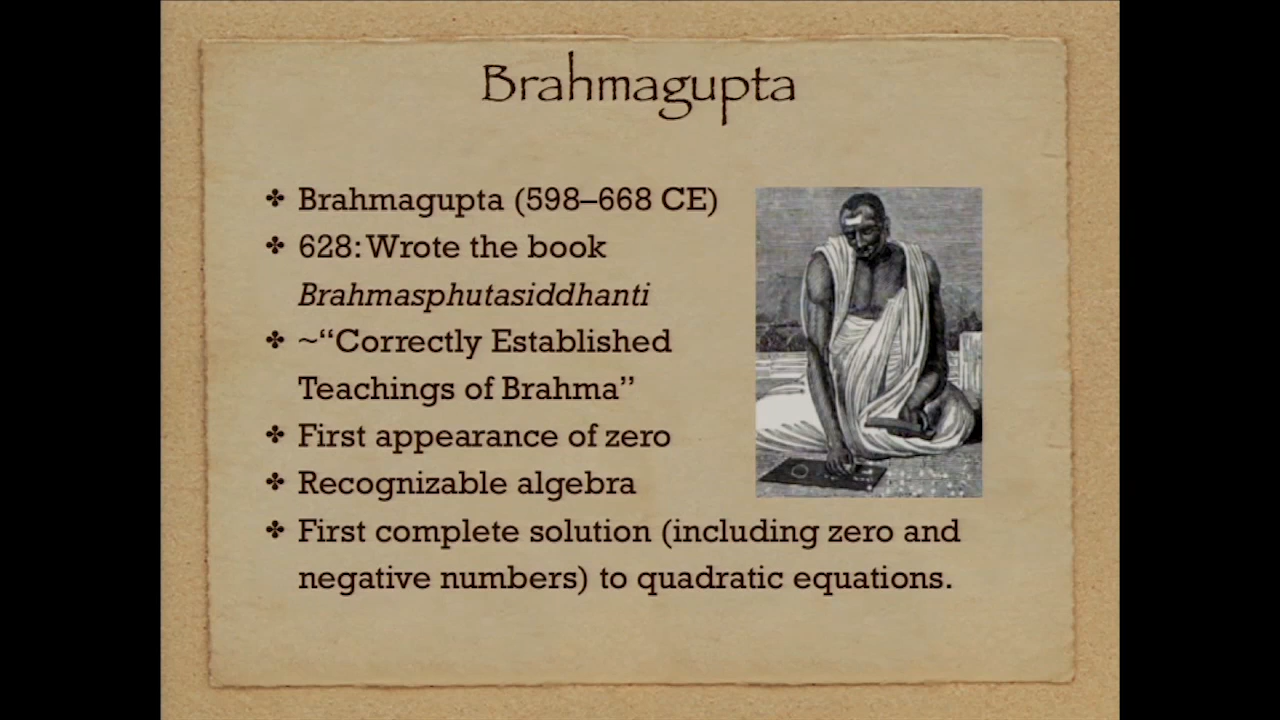 Brahmagupta
✤ Brahmagupta (598–668 CE)
✤ 628: Wrote the book
Brahmasphutasiddhanti
✤ ~“Correctly Established
Teachings of Brahma”
✤ First appearance of zero
✤ Recognizable algebra
✤ First complete solution (including zero and
negative numbers) to quadratic equations.